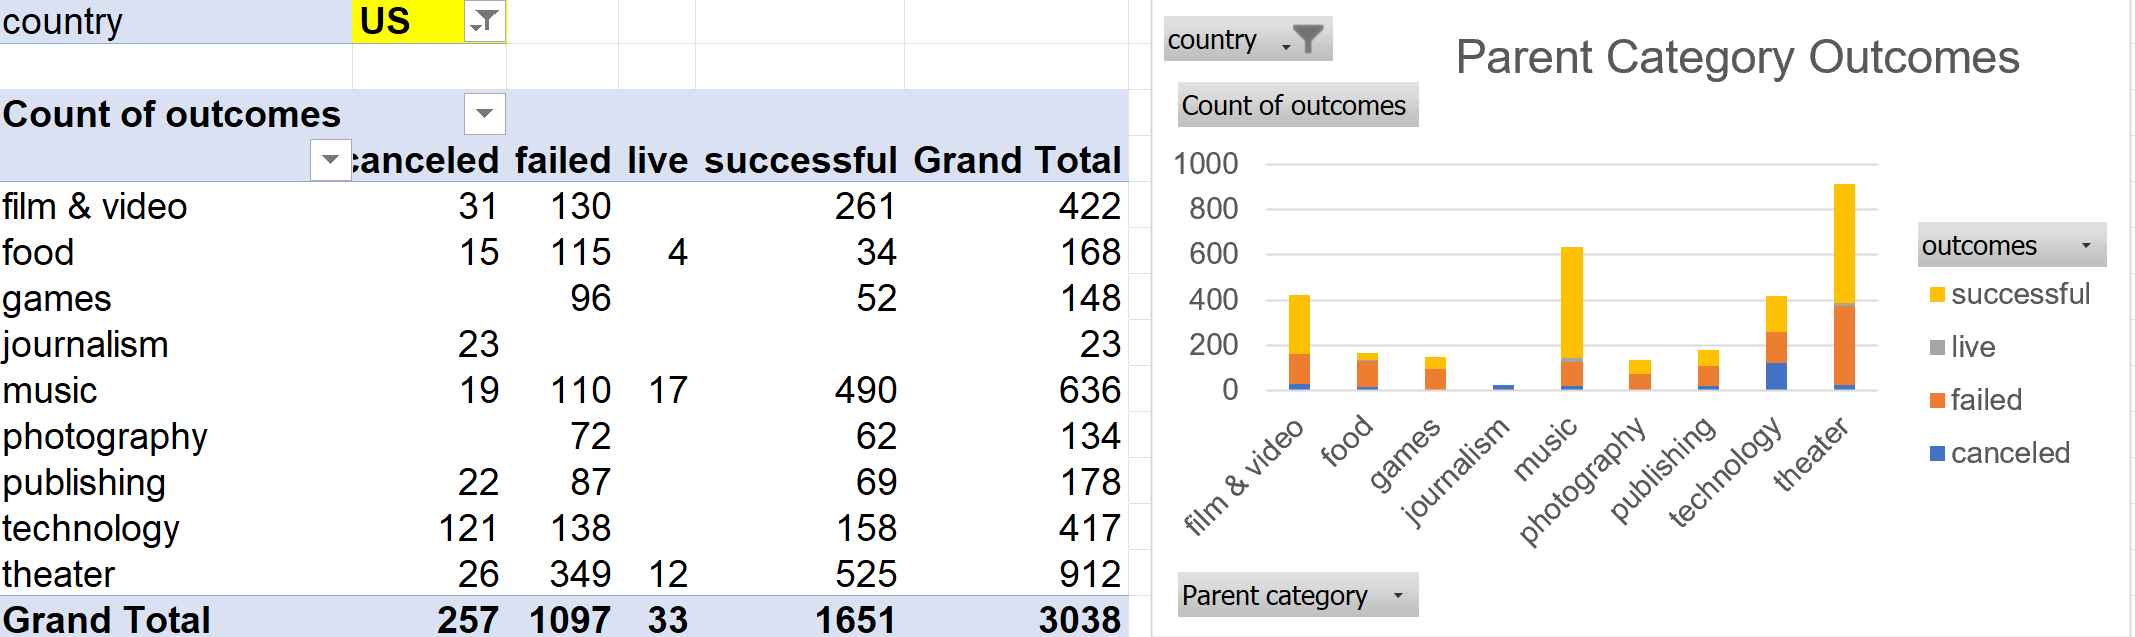 country US
Count of outcomes
canceled failed live successful Grand Total
film & video 31 130 261 422
food 15 115 4 34 168
games 96 52 148
journalism 23 23
music 19 110 17 490 636
photography 72 62 134
publishing 22 87 69 178
technology 121 138 158 417
theater 26 349 12 525 912
Grand Total 257 1097 33 1651 3038
country
Parent Category Outcomes
Count of outcomes
1000
800
600
400
200
0
film & video
food
games
journalism
music
photography
publishing
technology
theater
outcomes
successful
live
failed
canceled
Parent category